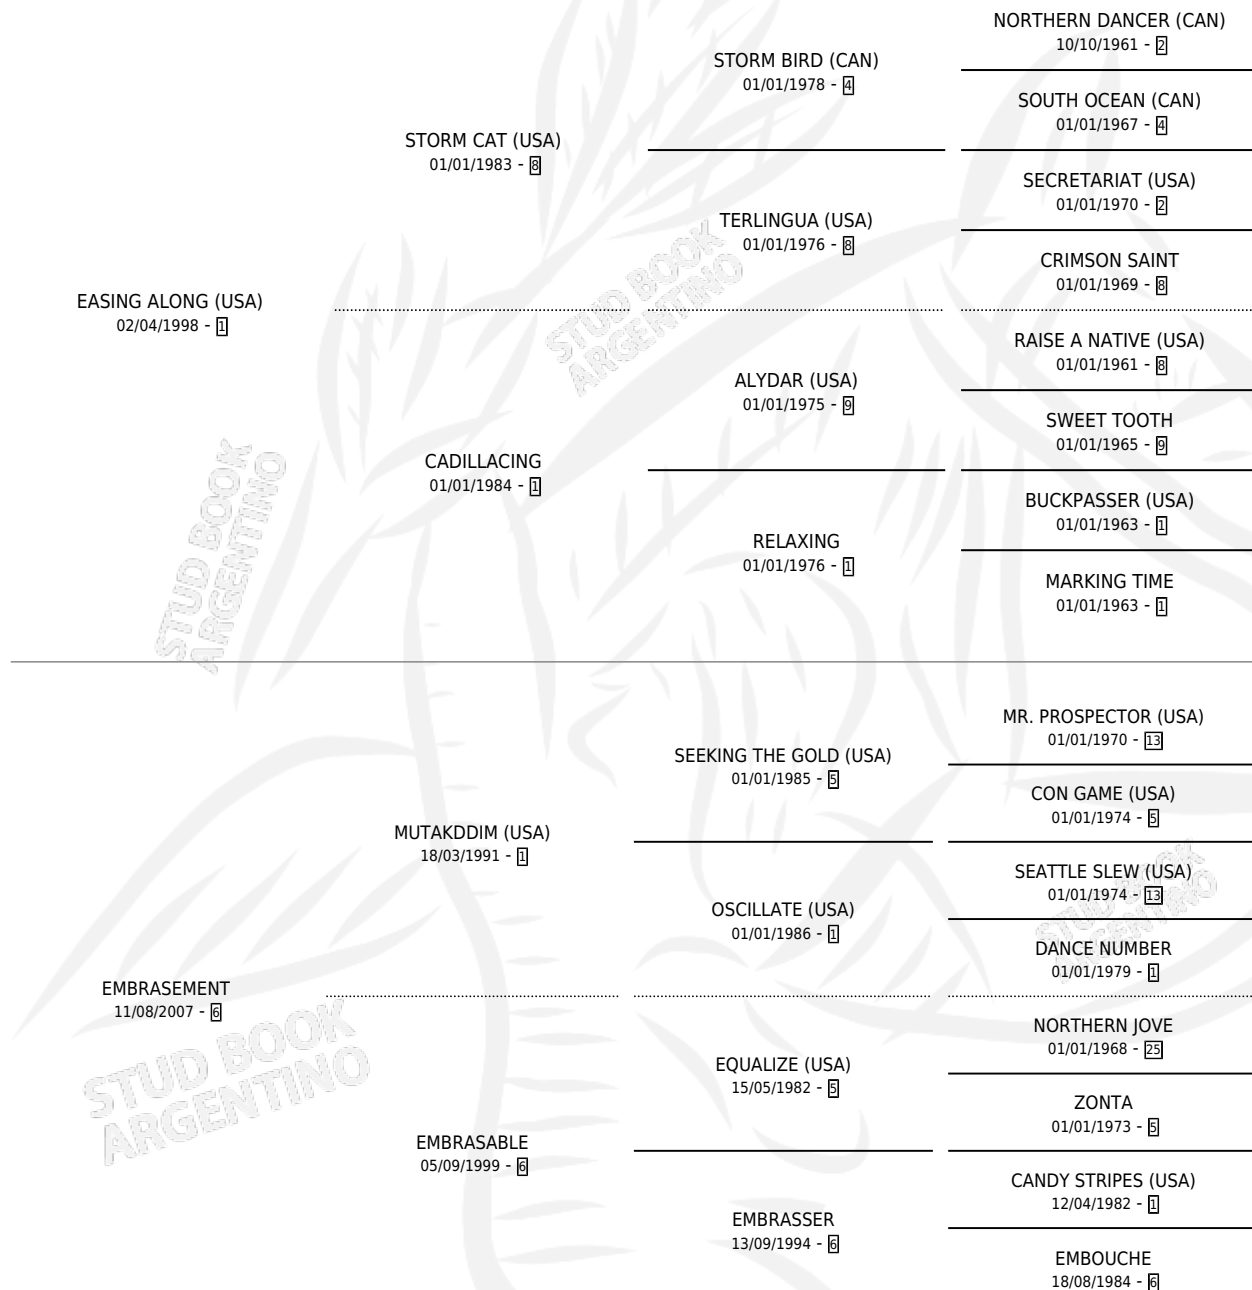 NORTHERN DANCER (CAN)
10/10/1961 - 2
STORM BIRD (CAN)
01/01/1978 - 4
SOUTH OCEAN (CAN)
01/01/1967 - 4
STORM CAT (USA)
01/01/1983 - 8
SECRETARIAT (USA)
01/01/1970 - 2
TERLINGUA (USA)
01/01/1976 - 8
CRIMSON SAINT
01/01/1969 - 8
EASING ALONG (USA)
02/04/1998 - 1
RAISE A NATIVE (USA)
01/01/1961 - 8
ALYDAR (USA)
01/01/1975 - 9
SWEET TOOTH
01/01/1965 - 9
CADILLACING
01/01/1984 - 1
BUCKPASSER (USA)
01/01/1963 - 1
RELAXING
01/01/1976 - 1
MARKING TIME
01/01/1963 - 1
STUD BOOK
ARGENTINO
STUD BOOK
ARGENTINO
MR. PROSPECTOR (USA)
01/01/1970 - 13
SEEKING THE GOLD (USA)
01/01/1985 - 5
CON GAME (USA)
01/01/1974 - 5
MUTAKDDIM (USA)
18/03/1991 - 1
SEATTLE SLEW (USA)
01/01/1974 - 13
OSCILLATE (USA)
01/01/1986 - 1
DANCE NUMBER
01/01/1979 - 1
STUD BOOK
ARGENTINO
EMBRASEMENT
11/08/2007 - 6
NORTHERN JOVE
01/01/1968 - 25
EQUALIZE (USA)
15/05/1982 - 5
ZONTA
01/01/1973 - 5
EMBRASABLE
05/09/1999 - 6
CANDY STRIPES (USA)
12/04/1982 - 1
EMBRASSER
13/09/1994 - 6
EMBOUCHE
18/08/1984 - 6
STUD BOOK
ARGENTINO